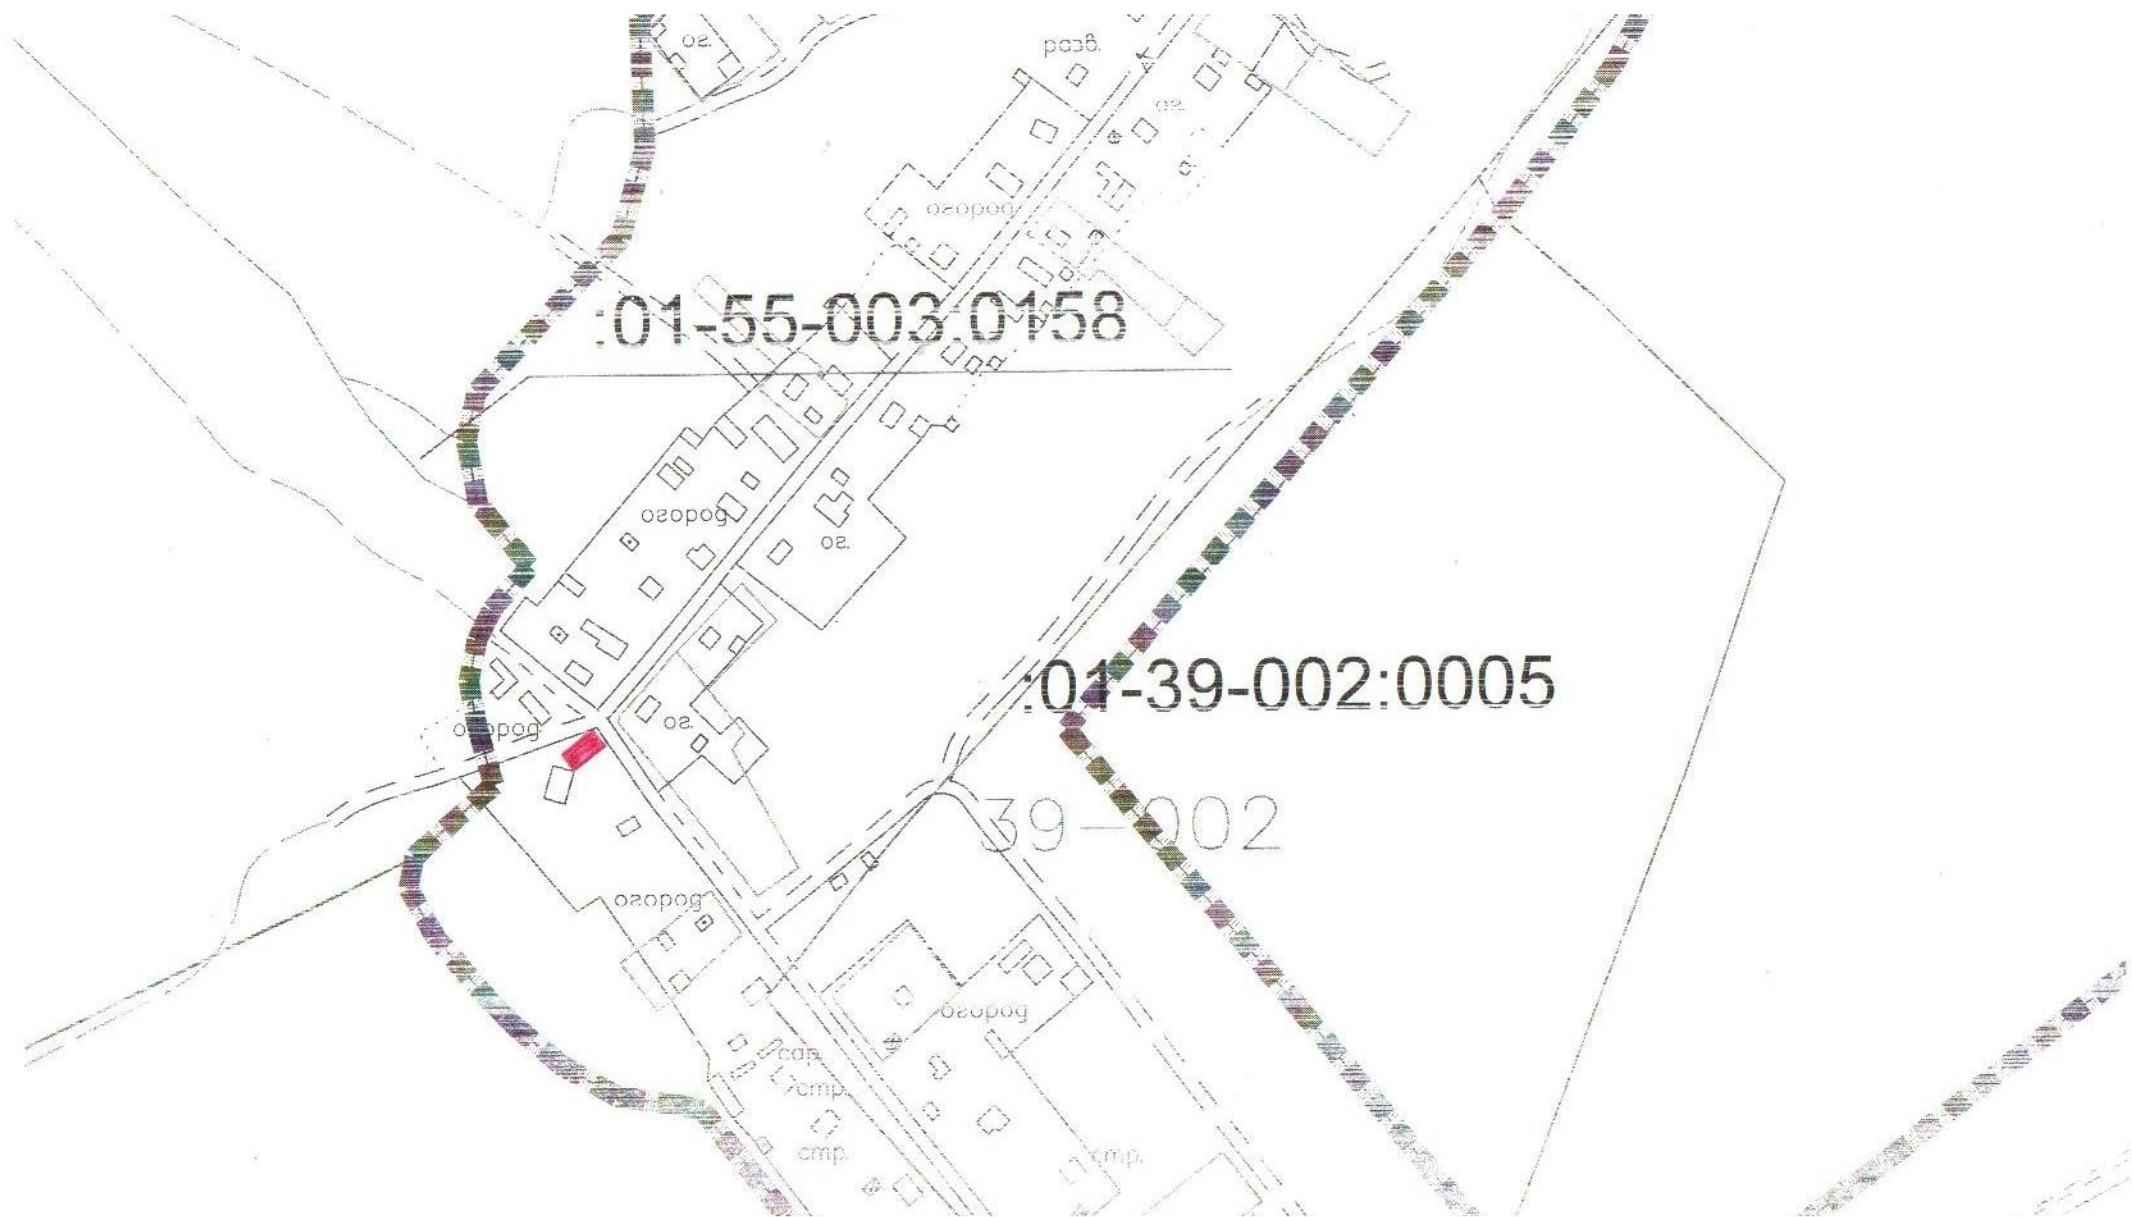 ог.
разв.
ог.
огород
:01-55-003:0158
огород
ог.
:01-39-002:0005
ог.
огород
39-002
огород
огород
сар.
стр.
стр.
стр.